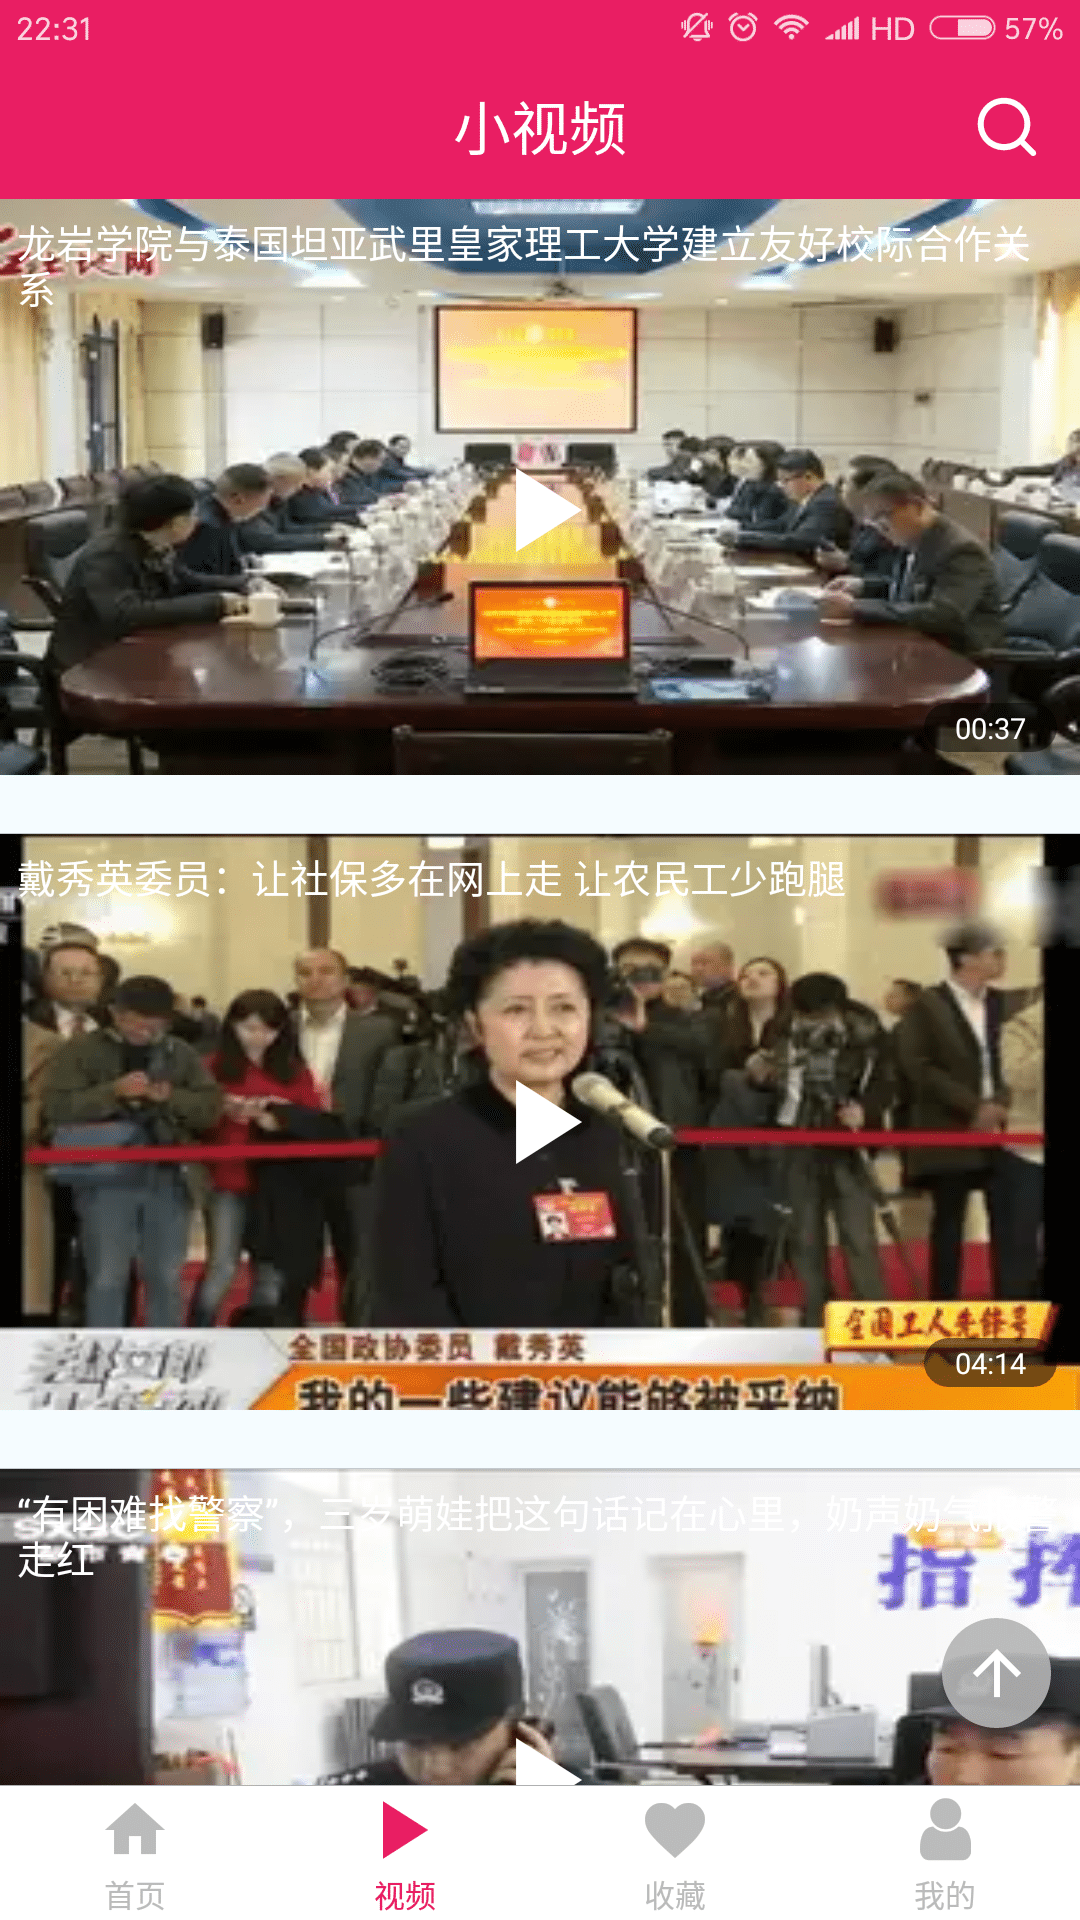 22:31
HD
57%
小视频
龙岩学院与泰国坦亚武里皇家理工大学建立友好校际合作关
系
00:37
戴秀英委员：让社保多在网上走 让农民工少跑腿
全国工人先锋号
全国政协委员 戴秀英
04:14
我的一些建议能够被采纳
“有困难找警察”，三岁萌娃把这句话记在心里，奶声奶气
走红
指挥
首页
视频
收藏
我的